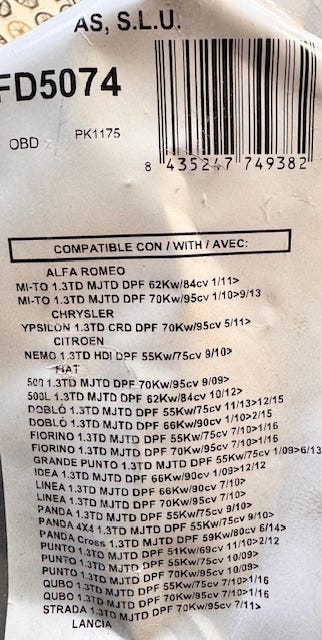 AS, S.L.U.
FD5074
OBD PK1175
8 435247 749382
COMPATIBLE CON / WITH / AVEC:
ALFA ROMEO
MI-TO 1.3TD MJTD DPF 62Kw/84cv 1/11>
MI-TO 1.3TD MJTD DPF 70Kw/95cv 1/10>9/13
CHRYSLER
YPSILON 1.3TD CRD DPF 70Kw/95cv 5/11>
CITROEN
NEMO 1.3TD HDI DPF 55Kw/75cv 9/10>
FIAT
500 1.3TD MJTD DPF 70Kw/95cv 9/09>
500L 1.3TD MJTD DPF 62Kw/84cv 10/12>
DOBLÓ 1.3TD MJTD DPF 55Kw/75cv 11/13>12/15
DOBLÓ 1.3TD MJTD DPF 66Kw/90cv 1/10>2/15
FIORINO 1.3TD MJTD DPF 55Kw/75cv 7/10>1/16
FIORINO 1.3TD MJTD DPF 70Kw/95cv 7/10>1/16
GRANDE PUNTO 1.3TD MJTD DPF 55Kw/75cv 1/09>6/13
IDEA 1.3TD MJTD DPF 66Kw/90cv 1/09>12/12
LINEA 1.3TD MJTD DPF 66Kw/90cv 7/10>
LINEA 1.3TD MJTD DPF 70Kw/95cv 7/10>
PANDA 1.3TD MJTD DPF 55Kw/75cv 9/10>
PANDA 4X4 1.3TD MJTD DPF 55Kw/75cv 9/10>
PANDA Cross 1.3TD MJTD DPF 59Kw/80cv 6/14>
PUNTO 1.3TD MJTD DPF 51Kw/69cv 11/10>2/12
PUNTO 1.3TD MJTD DPF 55Kw/75cv 10/09>
PUNTO 1.3TD MJTD DPF 70Kw/95cv 10/09>
QUBO 1.3TD MJTD DPF 55Kw/75cv 7/10>1/16
QUBO 1.3TD MJTD DPF 70Kw/95cv 7/10>1/16
STRADA 1.3TD MJTD DPF 70Kw/95cv 7/11>
LANCIA